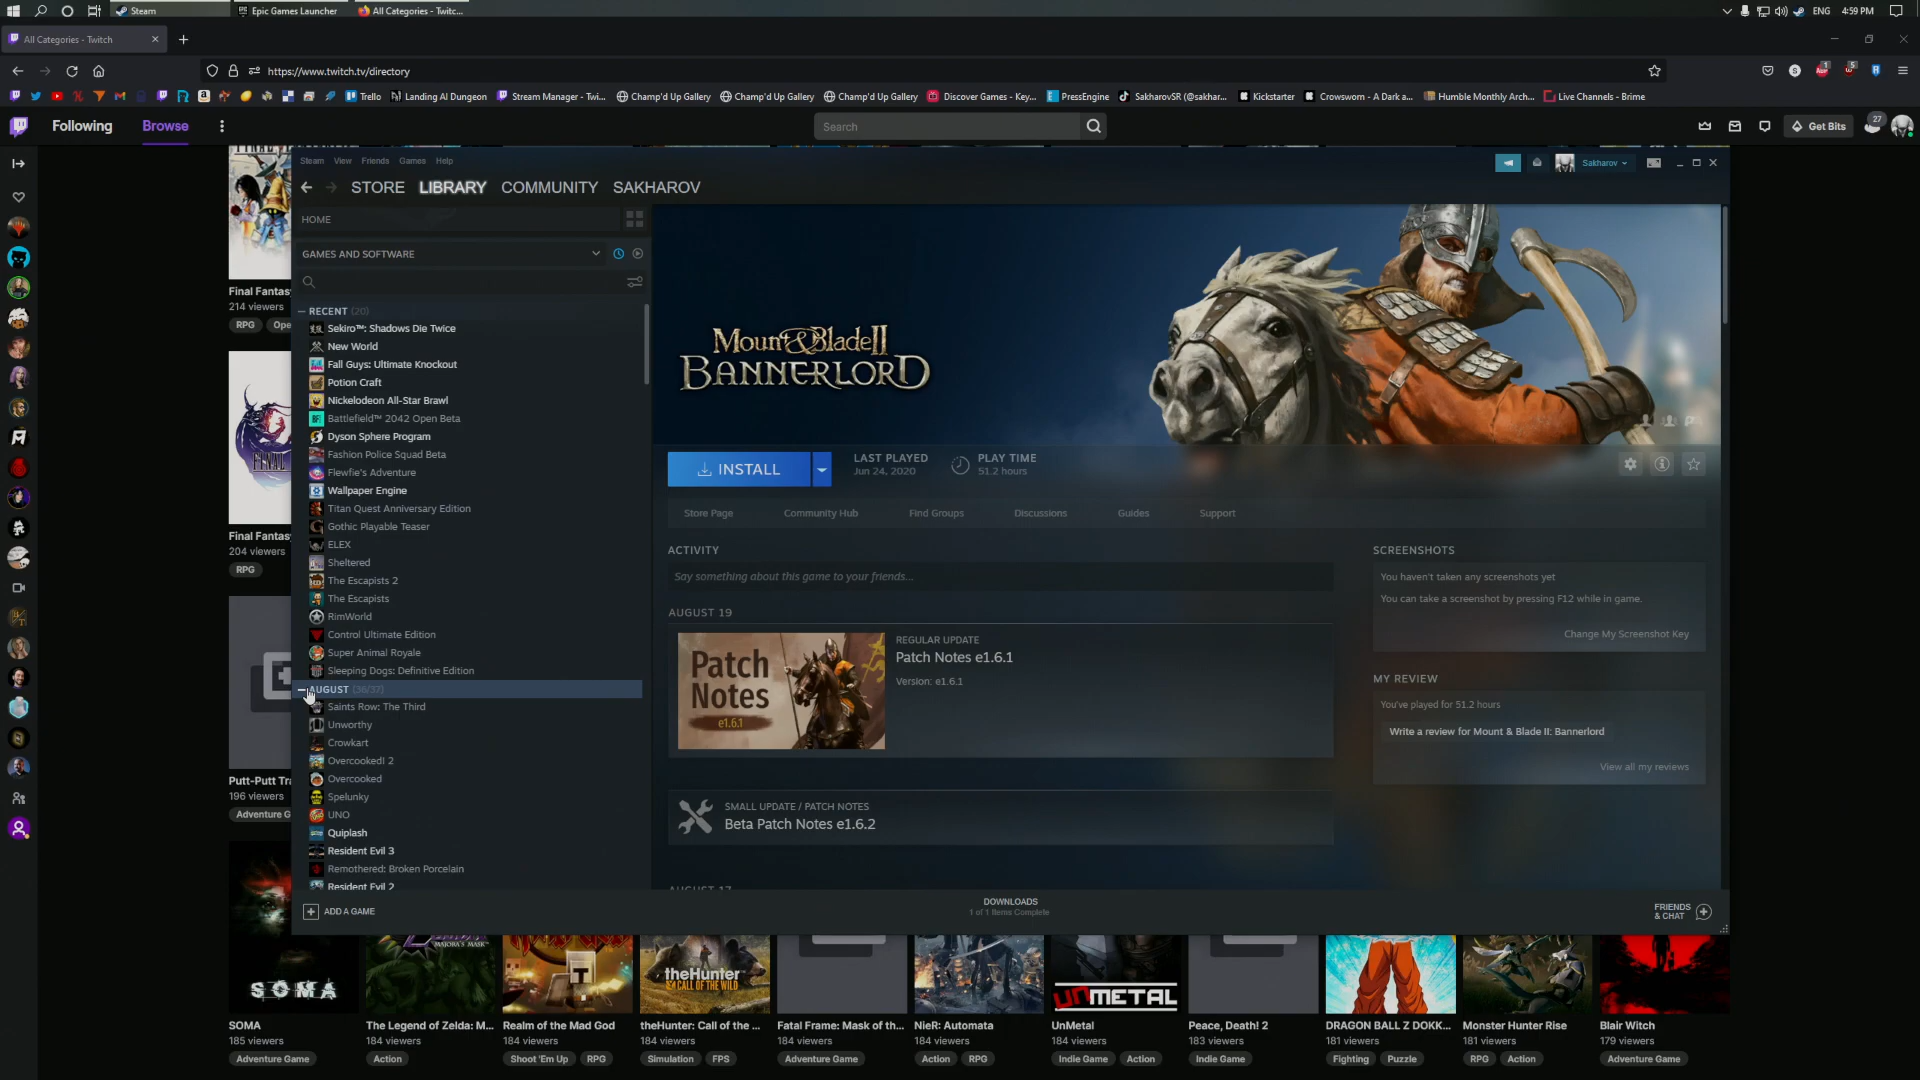 Steam
Epic Games Launcher
All Categories - Twitc...
ENG
4:59 PM
All Categories - Twitch
https://www.twitch.tv/directory
1
5
Trello
Landing AI Dungeon
Stream Manager - Twi...
Champ'd Up Gallery
Champ'd Up Gallery
Champ'd Up Gallery
Discover Games - Key...
PressEngine
SakharovSR (@sakhar...
Kickstarter
Crowsworn - A Dark a...
Humble Monthly Arch...
Live Channels - Brime
Following
Browse
Search
Get Bits
27
Steam
View
Friends
Games
Help
Sakharov
STORE
LIBRARY
COMMUNITY
SAKHAROV
HOME
GAMES AND SOFTWARE
RECENT (20)
Sekiro™: Shadows Die Twice
New World
Fall Guys: Ultimate Knockout
Potion Craft
Nickelodeon All-Star Brawl
Battlefield™ 2042 Open Beta
Dyson Sphere Program
Fashion Police Squad Beta
Flewfie's Adventure
Wallpaper Engine
Titan Quest Anniversary Edition
Gothic Playable Teaser
ELEX
Sheltered
The Escapists 2
The Escapists
RimWorld
Control Ultimate Edition
Super Animal Royale
Sleeping Dogs: Definitive Edition
AUGUST (36/37)
Saints Row: The Third
Unworthy
Crowkart
Overcooked! 2
Overcooked
Spelunky
UNO
Quiplash
Resident Evil 3
Remothered: Broken Porcelain
Resident Evil 2
ADD A GAME
Mount & Blade II
BANNERLORD
INSTALL
LAST PLAYED
Jun 24, 2020
PLAY TIME
51.2 hours
Store Page
Community Hub
Find Groups
Discussions
Guides
Support
ACTIVITY
Say something about this game to your friends...
AUGUST 19
Patch
Notes
e1.6.1
REGULAR UPDATE
Patch Notes e1.6.1
Version: e1.6.1
SMALL UPDATE / PATCH NOTES
Beta Patch Notes e1.6.2
AUGUST 17
SCREENSHOTS
You haven't taken any screenshots yet
You can take a screenshot by pressing F12 while in game.
Change My Screenshot Key
MY REVIEW
You've played for 51.2 hours
Write a review for Mount & Blade II: Bannerlord
View all my reviews
DOWNLOADS
1 of 1 Items Complete
FRIENDS
& CHAT
Final Fantas
214 viewers
RPG
Ope
FINAL
Final Fantas
204 viewers
RPG
Putt-Putt Tra
196 viewers
Adventure G
SOMA
MAJORA'S MASK
theHunter
CALL OF THE WILD
UNMETAL
SOMA
185 viewers
Adventure Game
The Legend of Zelda: M...
184 viewers
Action
Realm of the Mad God
184 viewers
Shoot 'Em Up
RPG
theHunter: Call of the ...
184 viewers
Simulation
FPS
Fatal Frame: Mask of th...
184 viewers
Adventure Game
NieR: Automata
184 viewers
Action
RPG
UnMetal
184 viewers
Indie Game
Action
Peace, Death! 2
183 viewers
Indie Game
DRAGON BALL Z DOKK...
181 viewers
Fighting
Puzzle
Monster Hunter Rise
181 viewers
RPG
Action
Blair Witch
179 viewers
Adventure Game